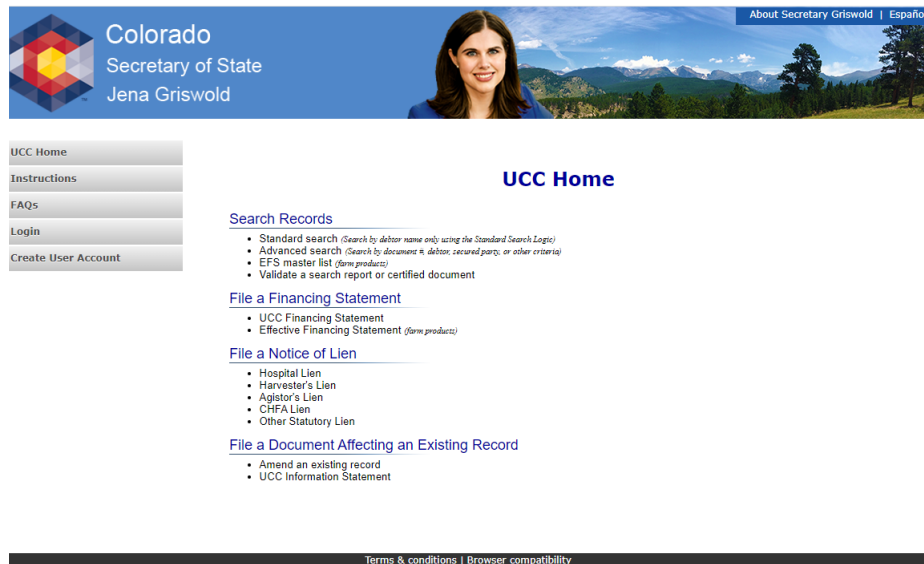 About Secretary Griswold | Españo
Colorado
Secretary of State
Jena Griswold
UCC Home
Instructions
FAQs
Login
Create User Account
UCC Home
Search Records
Standard search (Search by debtor name only using the Standard Search Logic)
Advanced search (Search by document #, debtor, secured party, or other criteria)
EFS master list (farm products)
Validate a search report or certified document
File a Financing Statement
UCC Financing Statement
Effective Financing Statement (farm products)
File a Notice of Lien
Hospital Lien
Harvester's Lien
Agistor's Lien
CHFA Lien
Other Statutory Lien
File a Document Affecting an Existing Record
Amend an existing record
UCC Information Statement
Terms & conditions | Browser compatibility